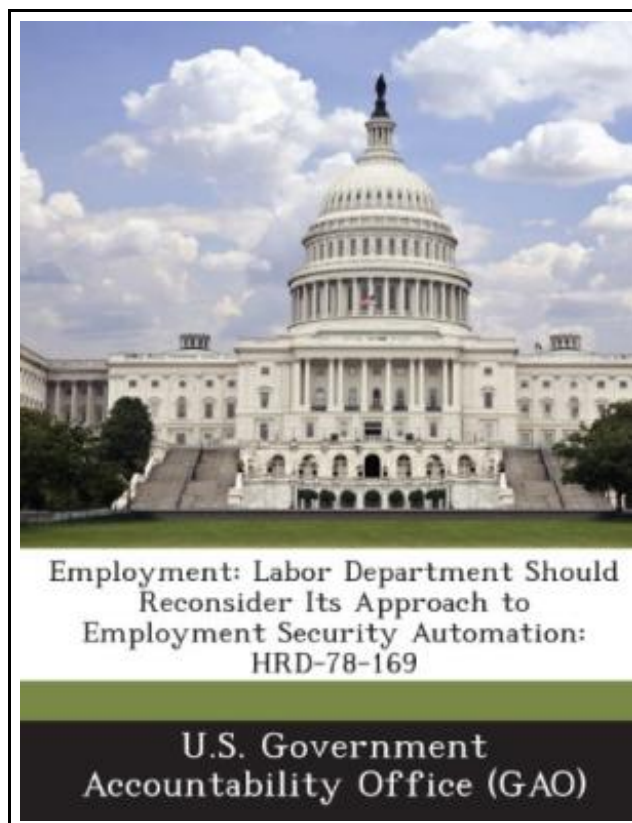 Employment: Labor Department Should
Reconsider Its Approach to
Employment Security Automation:
HRD-78-169
U.S. Government
Accountability Office (GAO)